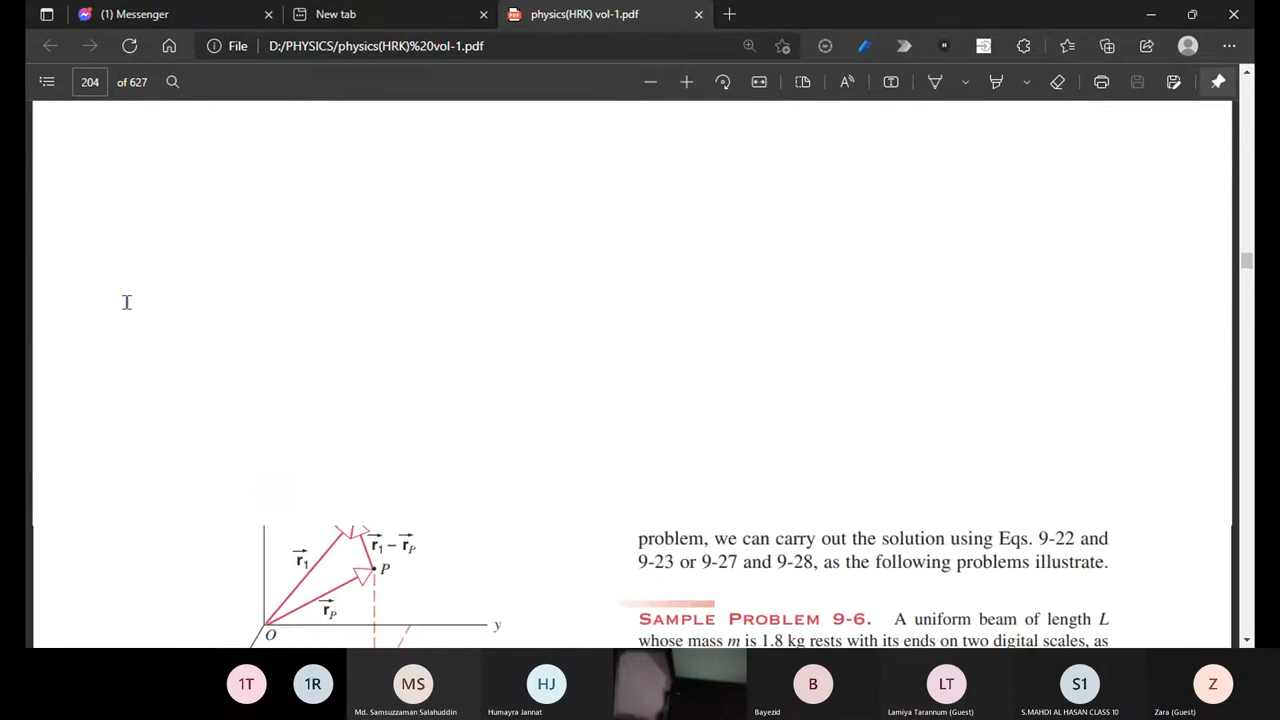 (1) Messenger
New tab
physics(HRK) vol-1.pdf
File
D:/PHYSICS/physics(HRK)%20vol-1.pdf
204
of 627
problem, we can carry out the solution using Eqs. 9-22 and
9-23 or 9-27 and 9-28, as the following problems illustrate.
SAMPLE PROBLEM 9-6. A uniform beam of length L
whose mass m is 1.8 kg rests with its ends on two digital scales, as
r1
r1 − rP
P
rP
O
y
1T
1R
MS
Md. Samsuzzaman Salahuddin
HJ
Humayra Jannat
B
Bayezid
LT
Lamiya Tarannum (Guest)
S1
S.MAHDI AL HASAN CLASS 10
Z
Zara (Guest)